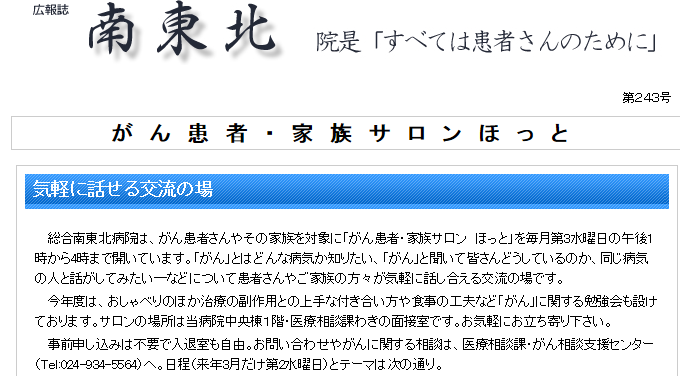 広報誌
南東北
院是「すべては患者さんのために」
第243号
がん患者・家族サロンほっと
気軽に話せる交流の場
総合南東北病院は、がん患者さんやその家族を対象に「がん患者・家族サロン ほっと」を毎月第3水曜日の午後1
時から4時まで開いています。「がん」とはどんな病気か知りたい、「がん」と聞いて皆さんどうしているのか、同じ病気
の人と話がしてみたい―などについて患者さんやご家族の方々が気軽に話し合える交流の場です。
今年度は、おしゃべりのほか治療の副作用との上手な付き合い方や食事の工夫など「がん」に関する勉強会も設け
ております。サロンの場所は当病院中央棟1階・医療相談課わきの面接室です。お気軽にお立ち寄り下さい。
事前申し込みは不要で入退室も自由。お問い合わせやがんに関する相談は、医療相談課・がん相談支援センター
（Tel:024-934-5564）へ。日程（来年3月だけ第2水曜日）とテーマは次の通り。